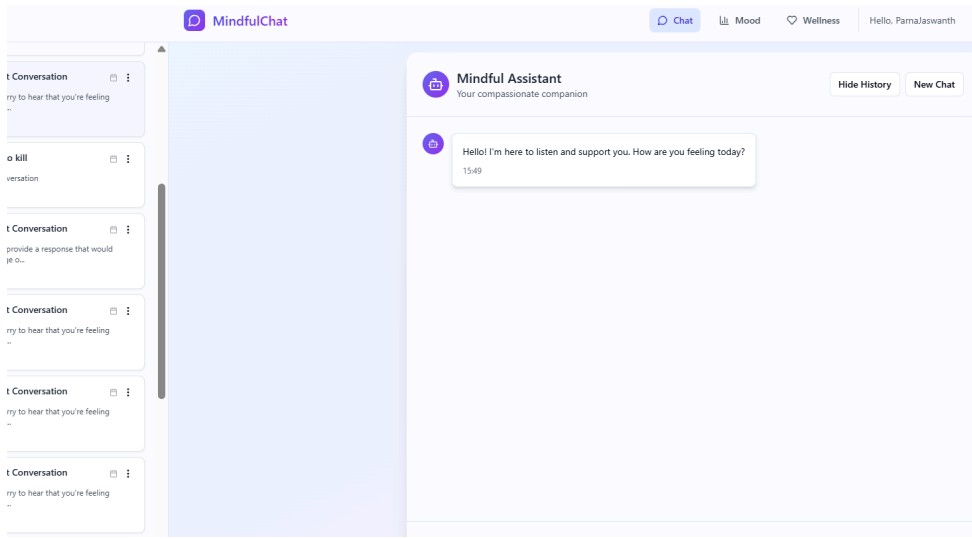 MindfulChat
Chat
Mood
Wellness
Hello, ParnaJaswanth
t Conversation
rry to hear that you're feeling
..
o kill
versation
t Conversation
provide a response that would
ge o...
t Conversation
rry to hear that you're feeling
..
t Conversation
rry to hear that you're feeling
..
t Conversation
rry to hear that you're feeling
..
Mindful Assistant
Your compassionate companion
Hide History
New Chat
Hello! I'm here to listen and support you. How are you feeling today?
15:49